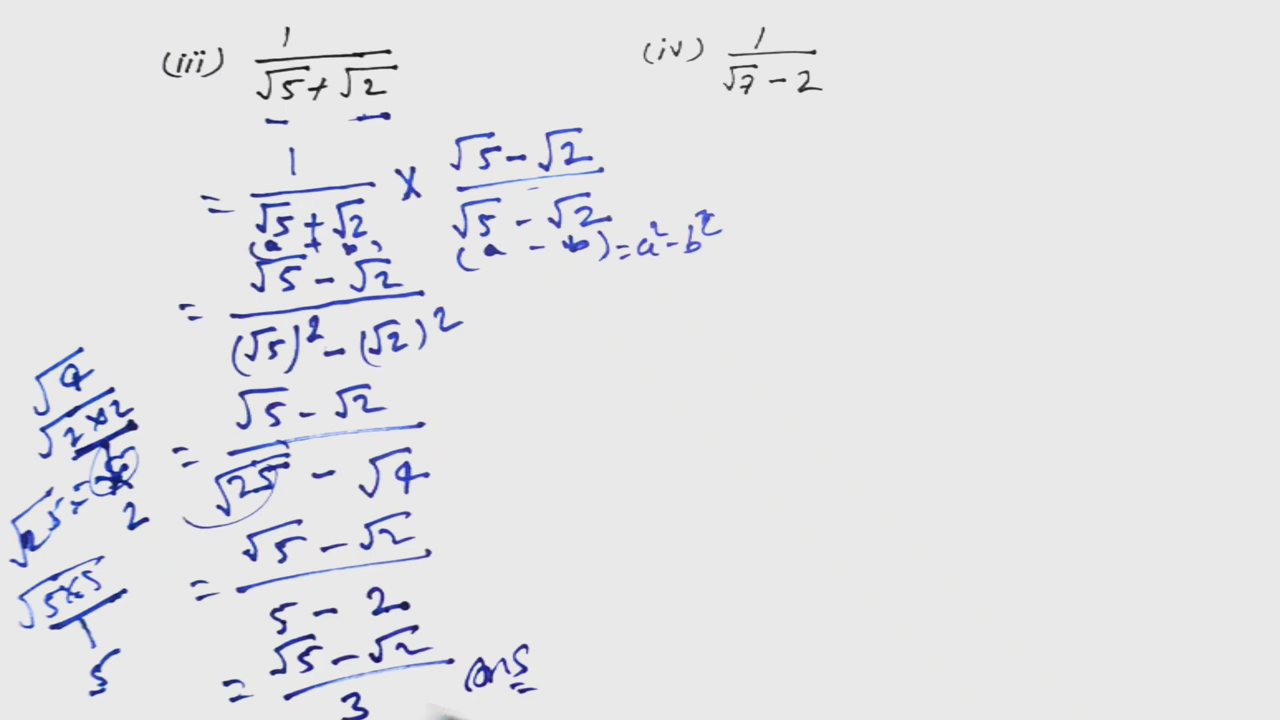 (iii) 1/(√5+√2)
= 1/(√5+√2) × (√5-√2)/(√5-√2)
(a + b) (a - b) = a²-b²
= (√5-√2)/((√5)²-(√2)²)
= (√5-√2)/(√25-√4)
= (√5-√2)/(5-2)
= (√5-√2)/3 ans
√4
√2×2
2
√25=
√5×5
5
(iv) 1/(√7-2)